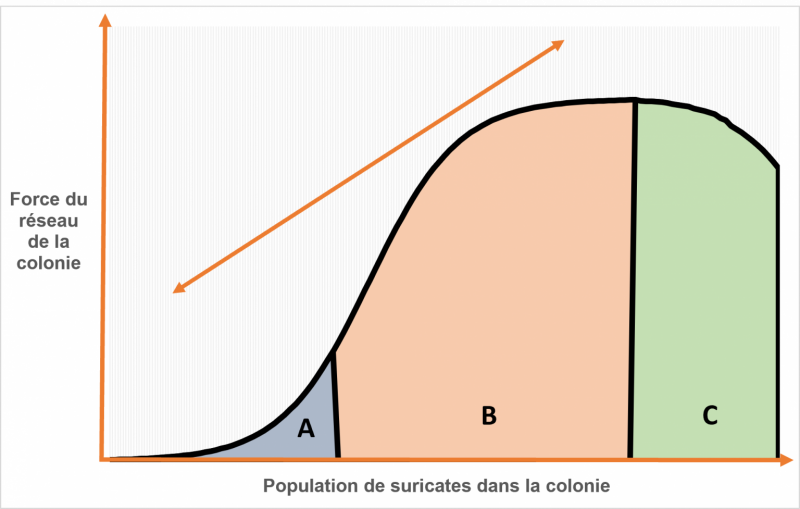 Force du
réseau
de la
colonie
A
B
C
Population de suricates dans la colonie